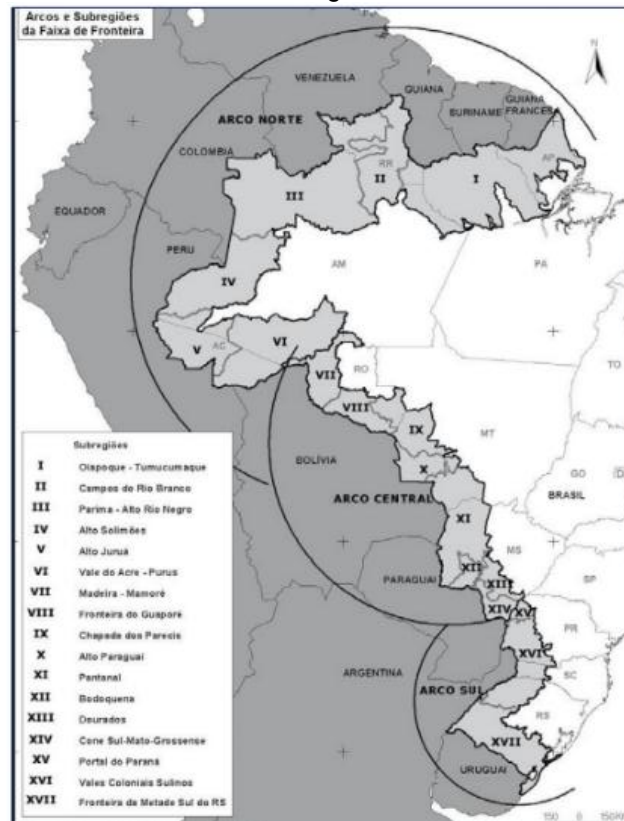 Arcos e Subregiões
da Faixa de Fronteira
N
VENEZUELA
GUIANA
SURINAME
GUIANA
FRANCESA
ARCO NORTE
COLOMBIA
RR
AP
I
II
III
EQUADOR
PERU
IV
AM
PA
V
AC
VI
VII
RO
TO
VIII
IX
MT
BOLÍVIA
X
GO
(D
BRASIL
ARCO CENTRAL
XI
MS
XII
XIII
SP
PARAGUAI
XIV
XV
PR
XVI
ARGENTINA
SC
ARCO SUL
RS
XVII
URUGUAI
150 0 150
Subregiões
I Oiapoque - Tumucumaque
II Campos do Rio Branco
III Parima - Alto Rio Negro
IV Alto Solimões
V Alto Juruá
VI Vale do Acre - Purus
VII Madeira - Mamoré
VIII Fronteira do Guaporé
IX Chapada dos Parecis
X Alto Paraguai
XI Pantanal
XII Bodoquena
XIII Dourados
XIV Cone Sul-Mato-Grossense
XV Portal do Paraná
XVI Vales Coloniais Sulinos
XVII Fronteira da Metade Sul do RS